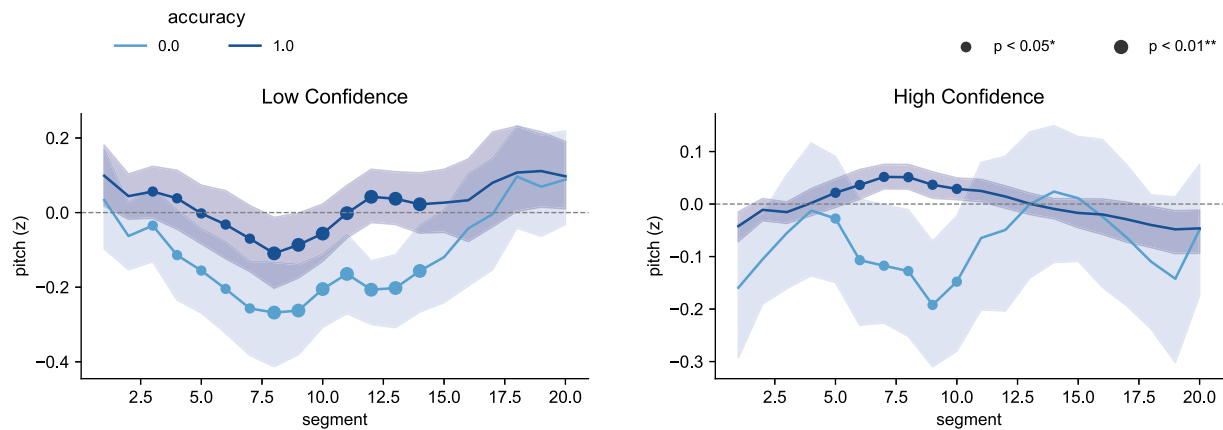 accuracy
0.0 1.0
p < 0.05* p < 0.01**
Low Confidence
0.2
0.0
−0.2
−0.4
pitch (z)
2.5 5.0 7.5 10.0 12.5 15.0 17.5 20.0
segment
High Confidence
0.1
0.0
−0.1
−0.2
−0.3
pitch (z)
2.5 5.0 7.5 10.0 12.5 15.0 17.5 20.0
segment